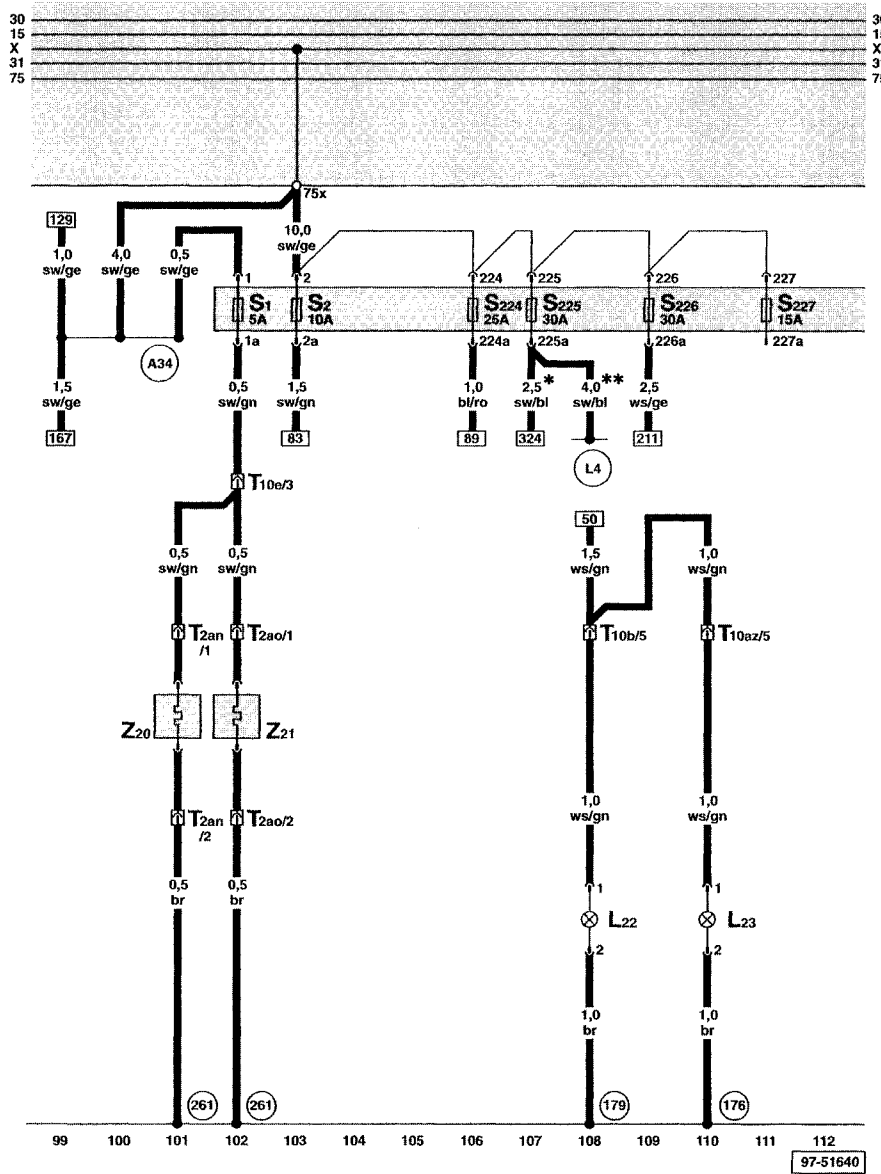 30 30
15 15
X X
31 31
75 75
75x
129
1,0 4,0 0,5 10,0
sw/ge sw/ge sw/ge sw/ge
1 2 224 225 226 227
S1 S2 S224 S225 S226 S227
5A 10A 25A 30A 30A 15A
1a 2a 224a 225a 226a 227a
A34
1,5 0,5 1,5 1,0 2,5 * 4,0 ** 2,5
sw/ge sw/gn sw/gn bl/ro sw/bl sw/bl ws/ge
167 83 89 324 211
L4
T10e/3
50
0,5 0,5 1,5 1,0
sw/gn sw/gn ws/gn ws/gn
T2an/1 T2ao/1 T10b/5 T10az/5
Z20 Z21
1,0 1,0
ws/gn ws/gn
T2an/2 T2ao/2
0,5 0,5
br br
1 1
L22 L23
2 2
1,0 1,0
br br
261 261 179 176
99 100 101 102 103 104 105 106 107 108 109 110 111 112
97-51640